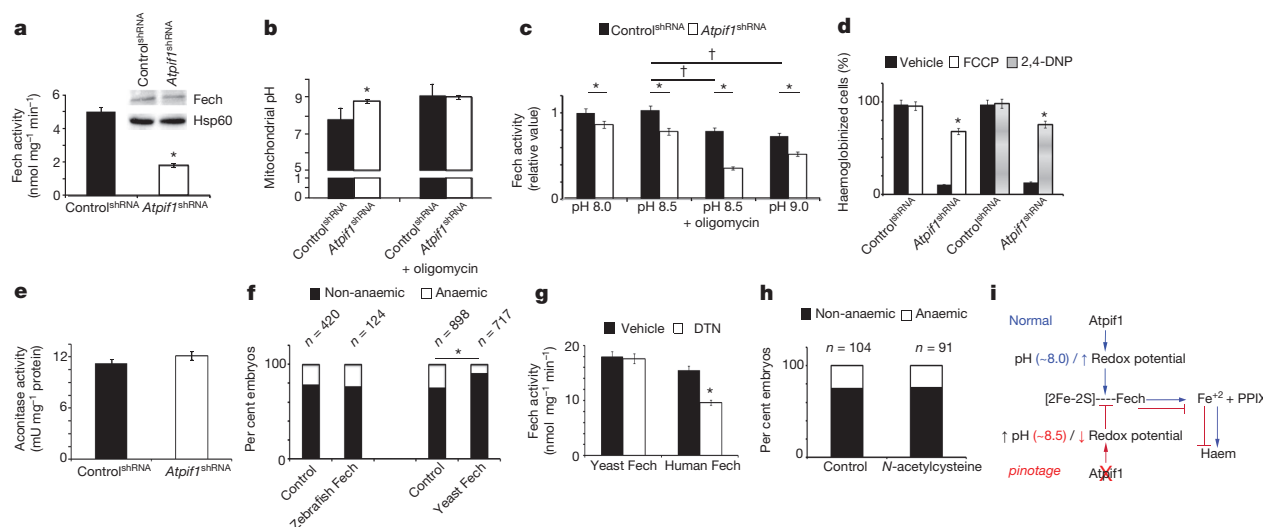 a
Control^shRNA
Atpif1^shRNA
Fech
Hsp60
Fech activity
(nmol mg⁻¹ min⁻¹)
6
4
2
0
*
Control^shRNA Atpif1^shRNA
b
Mitochondrial pH
9
7
5
1
0
*
Control^shRNA
Atpif1^shRNA
Control^shRNA
Atpif1^shRNA
+ oligomycin
c
Control^shRNA Atpif1^shRNA
†
†
* * * *
Fech activity
(relative value)
1
0.5
0
pH 8.0 pH 8.5 pH 8.5 pH 9.0
+ oligomycin
d
Vehicle FCCP 2,4-DNP
Haemoglobinized cells (%)
100
0
* *
Control^shRNA
Atpif1^shRNA
Control^shRNA
Atpif1^shRNA
e
Aconitase activity
(mU mg⁻¹ protein)
12
6
0
Control^shRNA Atpif1^shRNA
f
Non-anaemic Anaemic
n = 420
n = 124
n = 898
n = 717
*
Per cent embryos
100
50
0
Control
Zebrafish Fech
Control
Yeast Fech
g
Vehicle DTN
Fech activity
(nmol mg⁻¹ min⁻¹)
20
10
0
*
Yeast Fech Human Fech
h
Non-anaemic Anaemic
n = 104 n = 91
Per cent embryos
100
50
0
Control N-acetylcysteine
i
Normal Atpif1
pH (~8.0) / ↑ Redox potential
[2Fe-2S]----Fech Fe⁺² + PPIX
↑ pH (~8.5) / ↓ Redox potential
Haem
pinotage Atpif1
X